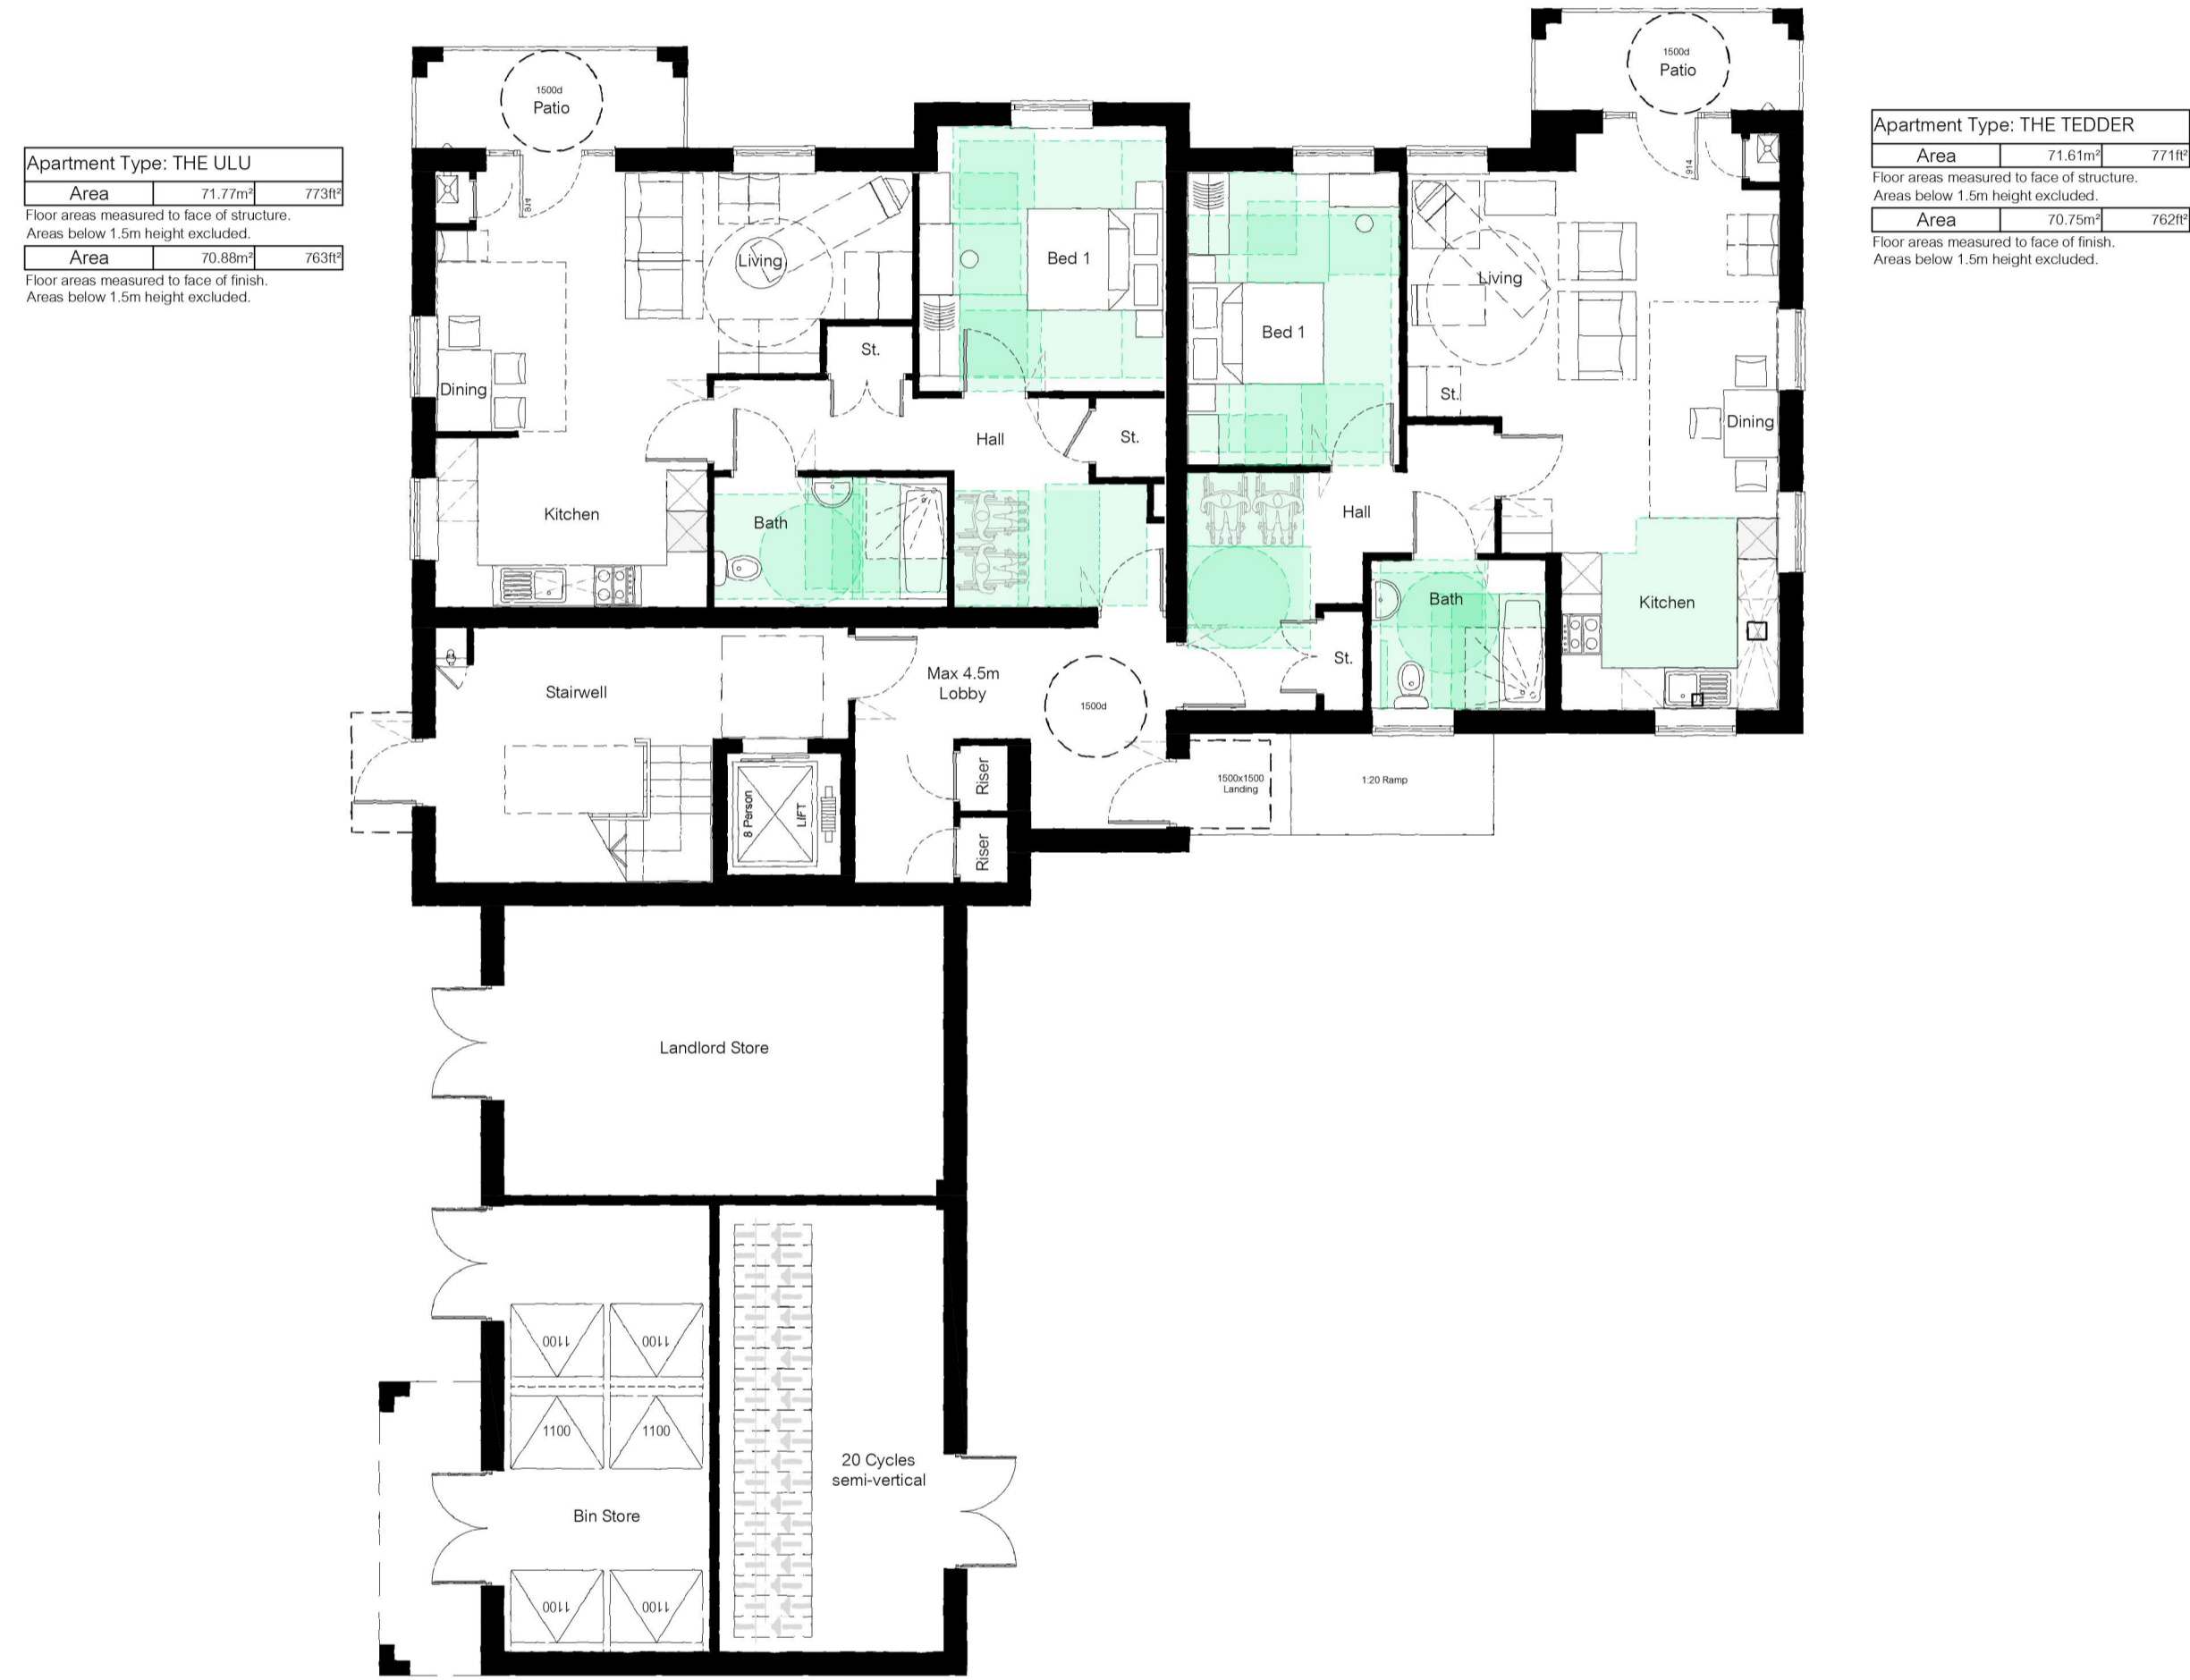 Apartment Type: THE ULU
Area 71.77m² 773ft²
Floor areas measured to face of structure.
Areas below 1.5m height excluded.
Area 70.88m² 763ft²
Floor areas measured to face of finish.
Areas below 1.5m height excluded.
1500d
Patio
Living
Bed 1
St.
Dining
Hall
St.
Kitchen
Bath
1500d
Patio
914
Apartment Type: THE TEDDER
Area 71.61m² 771ft²
Floor areas measured to face of structure.
Areas below 1.5m height excluded.
Area 70.75m² 762ft²
Floor areas measured to face of finish.
Areas below 1.5m height excluded.
Bed 1
Living
St.
Dining
Hall
Bath
Kitchen
St.
Stairwell
Max 4.5m
Lobby
1500d
8 Person
LIFT
Riser
Riser
1500x1500
Landing
1:20 Ramp
Landlord Store
1100
1100
1100
1100
20 Cycles
semi-vertical
Bin Store
1100
1100